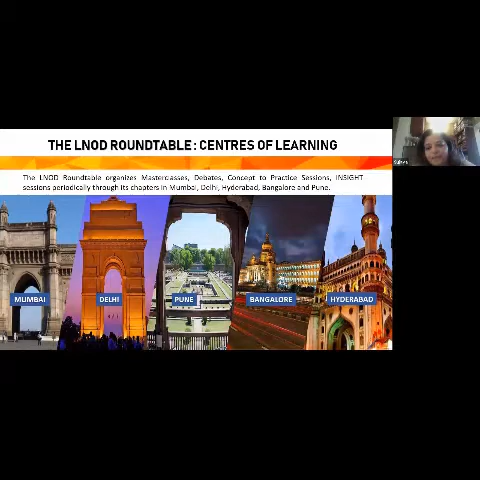 THE LNOD ROUNDTABLE : CENTRES OF LEARNING
The LNOD Roundtable organizes Masterclasses, Debates, Concept to Practice Sessions, INSIGHT
sessions periodically through its chapters in Mumbai, Delhi, Hyderabad, Bangalore and Pune.
MUMBAI
DELHI
PUNE
BANGALORE
HYDERABAD